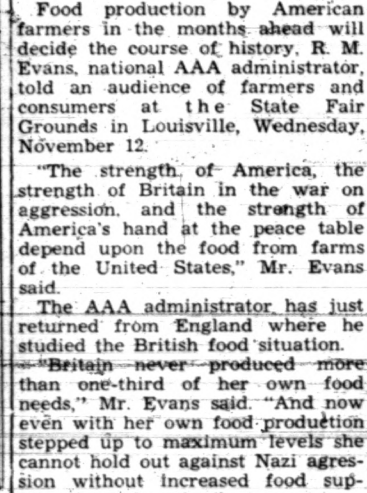 Food production by American
farmers in the months ahead will
decide the course of history, R. M.
Evans, national AAA administrator,
told an audience of farmers and
consumers at the State Fair
Grounds in Louisville, Wednesday,
November 12.
"The strength of America, the
strength of Britain in the war on
aggression, and the strength of
America's hand at the peace table
depend upon the food from farms
of the United States," Mr. Evans
said.
The AAA administrator has just
returned from England where he
studied the British food situation.
"Britain never produced more
than one-third of her own food
needs," Mr. Evans said. "And now
even with her own food production
stepped up to maximum levels she
cannot hold out against Nazi agres-
sion without increased food sup-